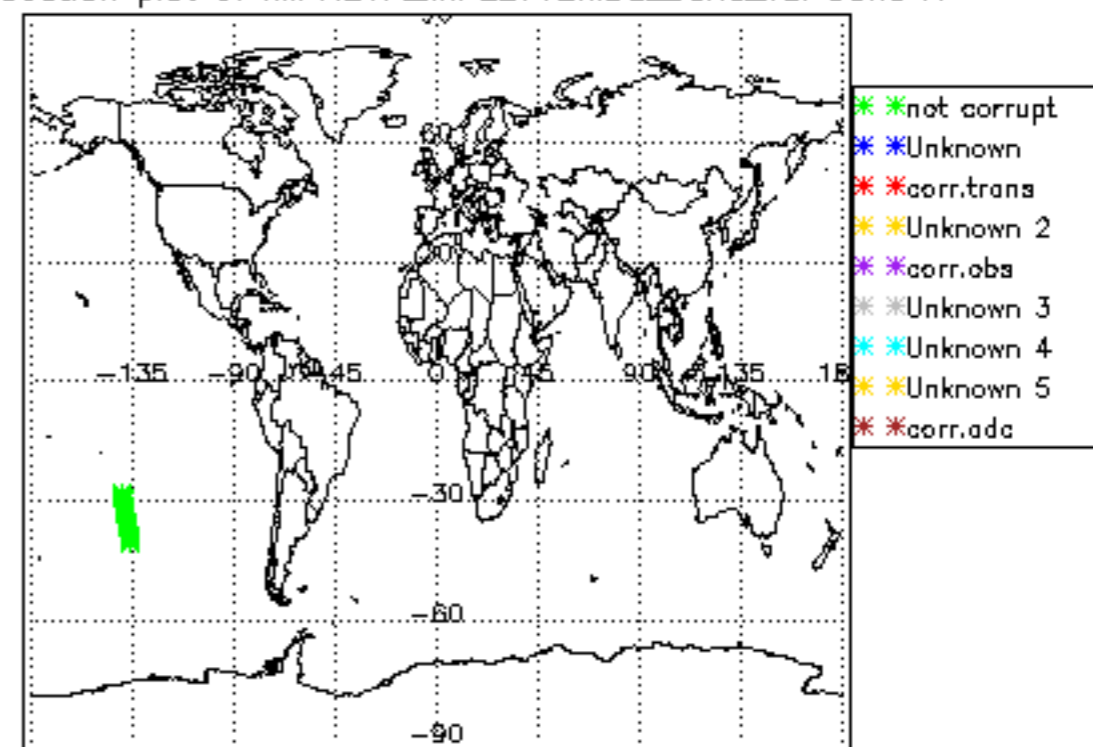 60
-135
-90
45
0
45
90
135
18
-30
-60
-90
not corrupt
Unknown
corr.trans
Unknown 2
corr.obs
Unknown 3
Unknown 4
Unknown 5
corr.adc